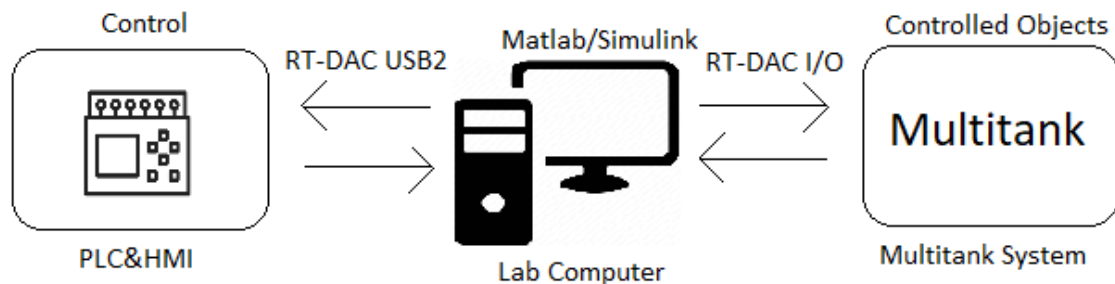 Control
RT-DAC USB2
PLC&HMI
Matlab/Simulink
Lab Computer
RT-DAC I/O
Controlled Objects
Multitank
Multitank System